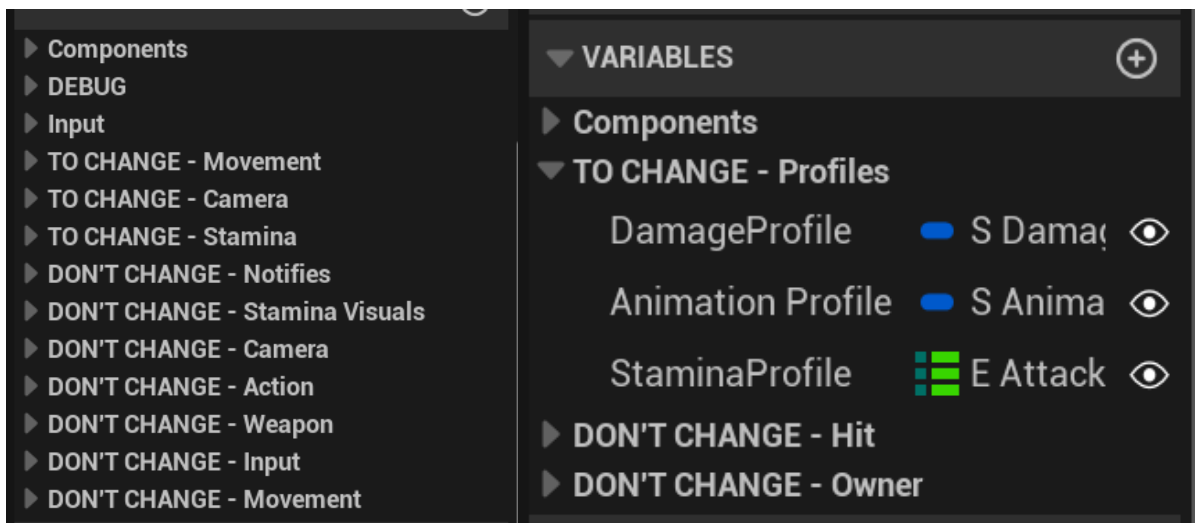 Components
DEBUG
Input
TO CHANGE - Movement
TO CHANGE - Camera
TO CHANGE - Stamina
DON'T CHANGE - Notifies
DON'T CHANGE - Stamina Visuals
DON'T CHANGE - Camera
DON'T CHANGE - Action
DON'T CHANGE - Weapon
DON'T CHANGE - Input
DON'T CHANGE - Movement
VARIABLES
Components
TO CHANGE - Profiles
DamageProfile S Damag
Animation Profile S Anima
StaminaProfile E Attack
DON'T CHANGE - Hit
DON'T CHANGE - Owner